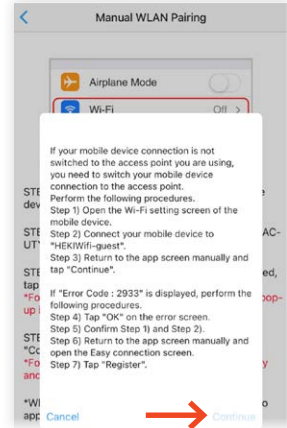 Manual WLAN Pairing
Airplane Mode
Wi-Fi Off >
If your mobile device connection is not
switched to the access point you are using,
you need to switch your mobile device
connection to the access point.
Perform the following procedures.
Step 1) Open the Wi-Fi setting screen of the
mobile device.
Step 2) Connect your mobile device to
"HEKIWifi-guest".
Step 3) Return to the app screen manually and
tap "Continue".
If "Error Code : 2933" is displayed, perform the
following procedures.
Step 4) Tap "OK" on the error screen.
Step 5) Confirm Step 1) and Step 2).
Step 6) Return to the app screen manually and
open the Easy connection screen.
Step 7) Tap "Register".
Cancel Continue